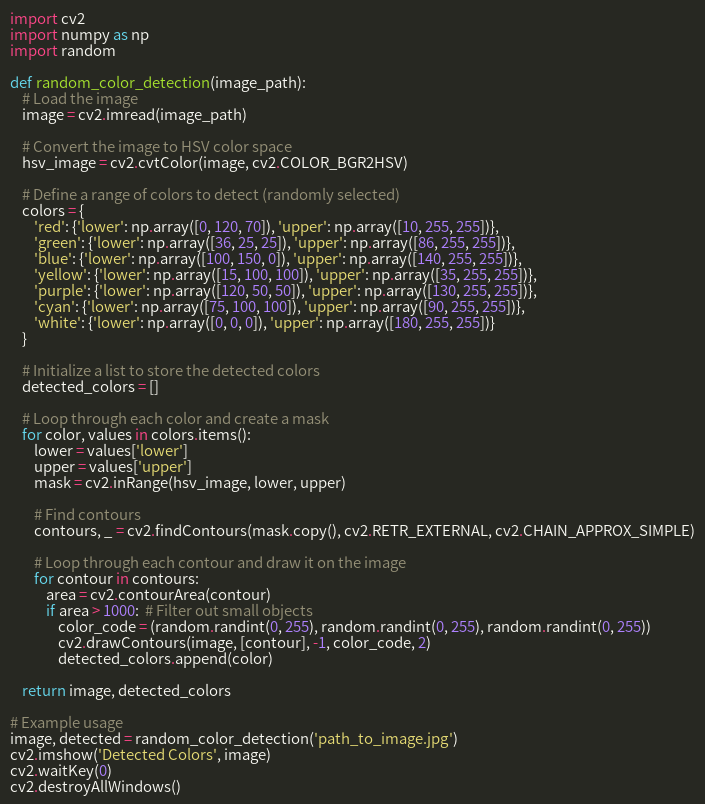 import cv2
import numpy as np
import random

def random_color_detection(image_path):
    # Load the image
    image = cv2.imread(image_path)

    # Convert the image to HSV color space
    hsv_image = cv2.cvtColor(image, cv2.COLOR_BGR2HSV)

    # Define a range of colors to detect (randomly selected)
    colors = {
        'red': {'lower': np.array([0, 120, 70]), 'upper': np.array([10, 255, 255])},
        'green': {'lower': np.array([36, 25, 25]), 'upper': np.array([86, 255, 255])},
        'blue': {'lower': np.array([100, 150, 0]), 'upper': np.array([140, 255, 255])},
        'yellow': {'lower': np.array([15, 100, 100]), 'upper': np.array([35, 255, 255])},
        'purple': {'lower': np.array([120, 50, 50]), 'upper': np.array([130, 255, 255])},
        'cyan': {'lower': np.array([75, 100, 100]), 'upper': np.array([90, 255, 255])},
        'white': {'lower': np.array([0, 0, 0]), 'upper': np.array([180, 255, 255])}
    }

    # Initialize a list to store the detected colors
    detected_colors = []

    # Loop through each color and create a mask
    for color, values in colors.items():
        lower = values['lower']
        upper = values['upper']
        mask = cv2.inRange(hsv_image, lower, upper)

        # Find contours
        contours, _ = cv2.findContours(mask.copy(), cv2.RETR_EXTERNAL, cv2.CHAIN_APPROX_SIMPLE)

        # Loop through each contour and draw it on the image
        for contour in contours:
            area = cv2.contourArea(contour)
            if area > 1000:  # Filter out small objects
                color_code = (random.randint(0, 255), random.randint(0, 255), random.randint(0, 255))
                cv2.drawContours(image, [contour], -1, color_code, 2)
                detected_colors.append(color)

    return image, detected_colors

# Example usage
image, detected = random_color_detection('path_to_image.jpg')
cv2.imshow('Detected Colors', image)
cv2.waitKey(0)
cv2.destroyAllWindows()